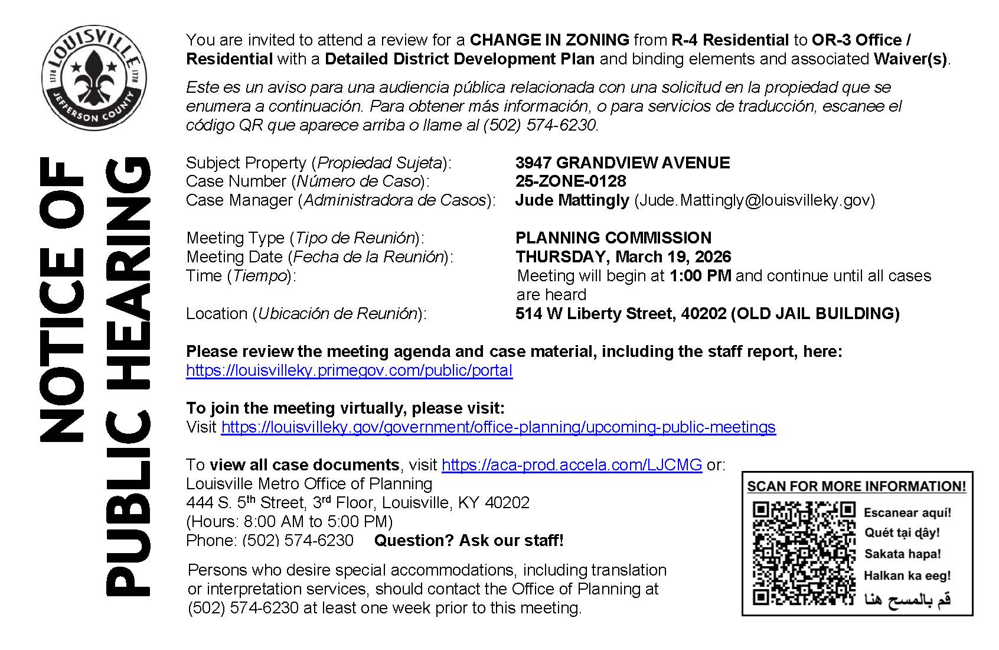 LOUISVILLE
1778
1778
JEFFERSON COUNTY
NOTICE OF
PUBLIC HEARING
You are invited to attend a review for a CHANGE IN ZONING from R-4 Residential to OR-3 Office /
Residential with a Detailed District Development Plan and binding elements and associated Waiver(s).
Este es un aviso para una audiencia pública relacionada con una solicitud en la propiedad que se
enumera a continuación. Para obtener más información, o para servicios de traducción, escanee el
código QR que aparece arriba o llame al (502) 574-6230.
Subject Property (Propiedad Sujeta): 3947 GRANDVIEW AVENUE
Case Number (Número de Caso): 25-ZONE-0128
Case Manager (Administradora de Casos): Jude Mattingly (Jude.Mattingly@louisvilleky.gov)
Meeting Type (Tipo de Reunión): PLANNING COMMISSION
Meeting Date (Fecha de la Reunión): THURSDAY, March 19, 2026
Time (Tiempo): Meeting will begin at 1:00 PM and continue until all cases
are heard
Location (Ubicación de Reunión): 514 W Liberty Street, 40202 (OLD JAIL BUILDING)
Please review the meeting agenda and case material, including the staff report, here:
https://louisvilleky.primegov.com/public/portal
To join the meeting virtually, please visit:
Visit https://louisvilleky.gov/government/office-planning/upcoming-public-meetings
To view all case documents, visit https://aca-prod.accela.com/LJCMG or:
Louisville Metro Office of Planning
444 S. 5th Street, 3rd Floor, Louisville, KY 40202
(Hours: 8:00 AM to 5:00 PM)
Phone: (502) 574-6230 Question? Ask our staff!
Persons who desire special accommodations, including translation
or interpretation services, should contact the Office of Planning at
(502) 574-6230 at least one week prior to this meeting.
SCAN FOR MORE INFORMATION!
Escanear aquí!
Quét tại đây!
Sakata hapa!
Halkan ka eeg!
قم بالمسح هنا